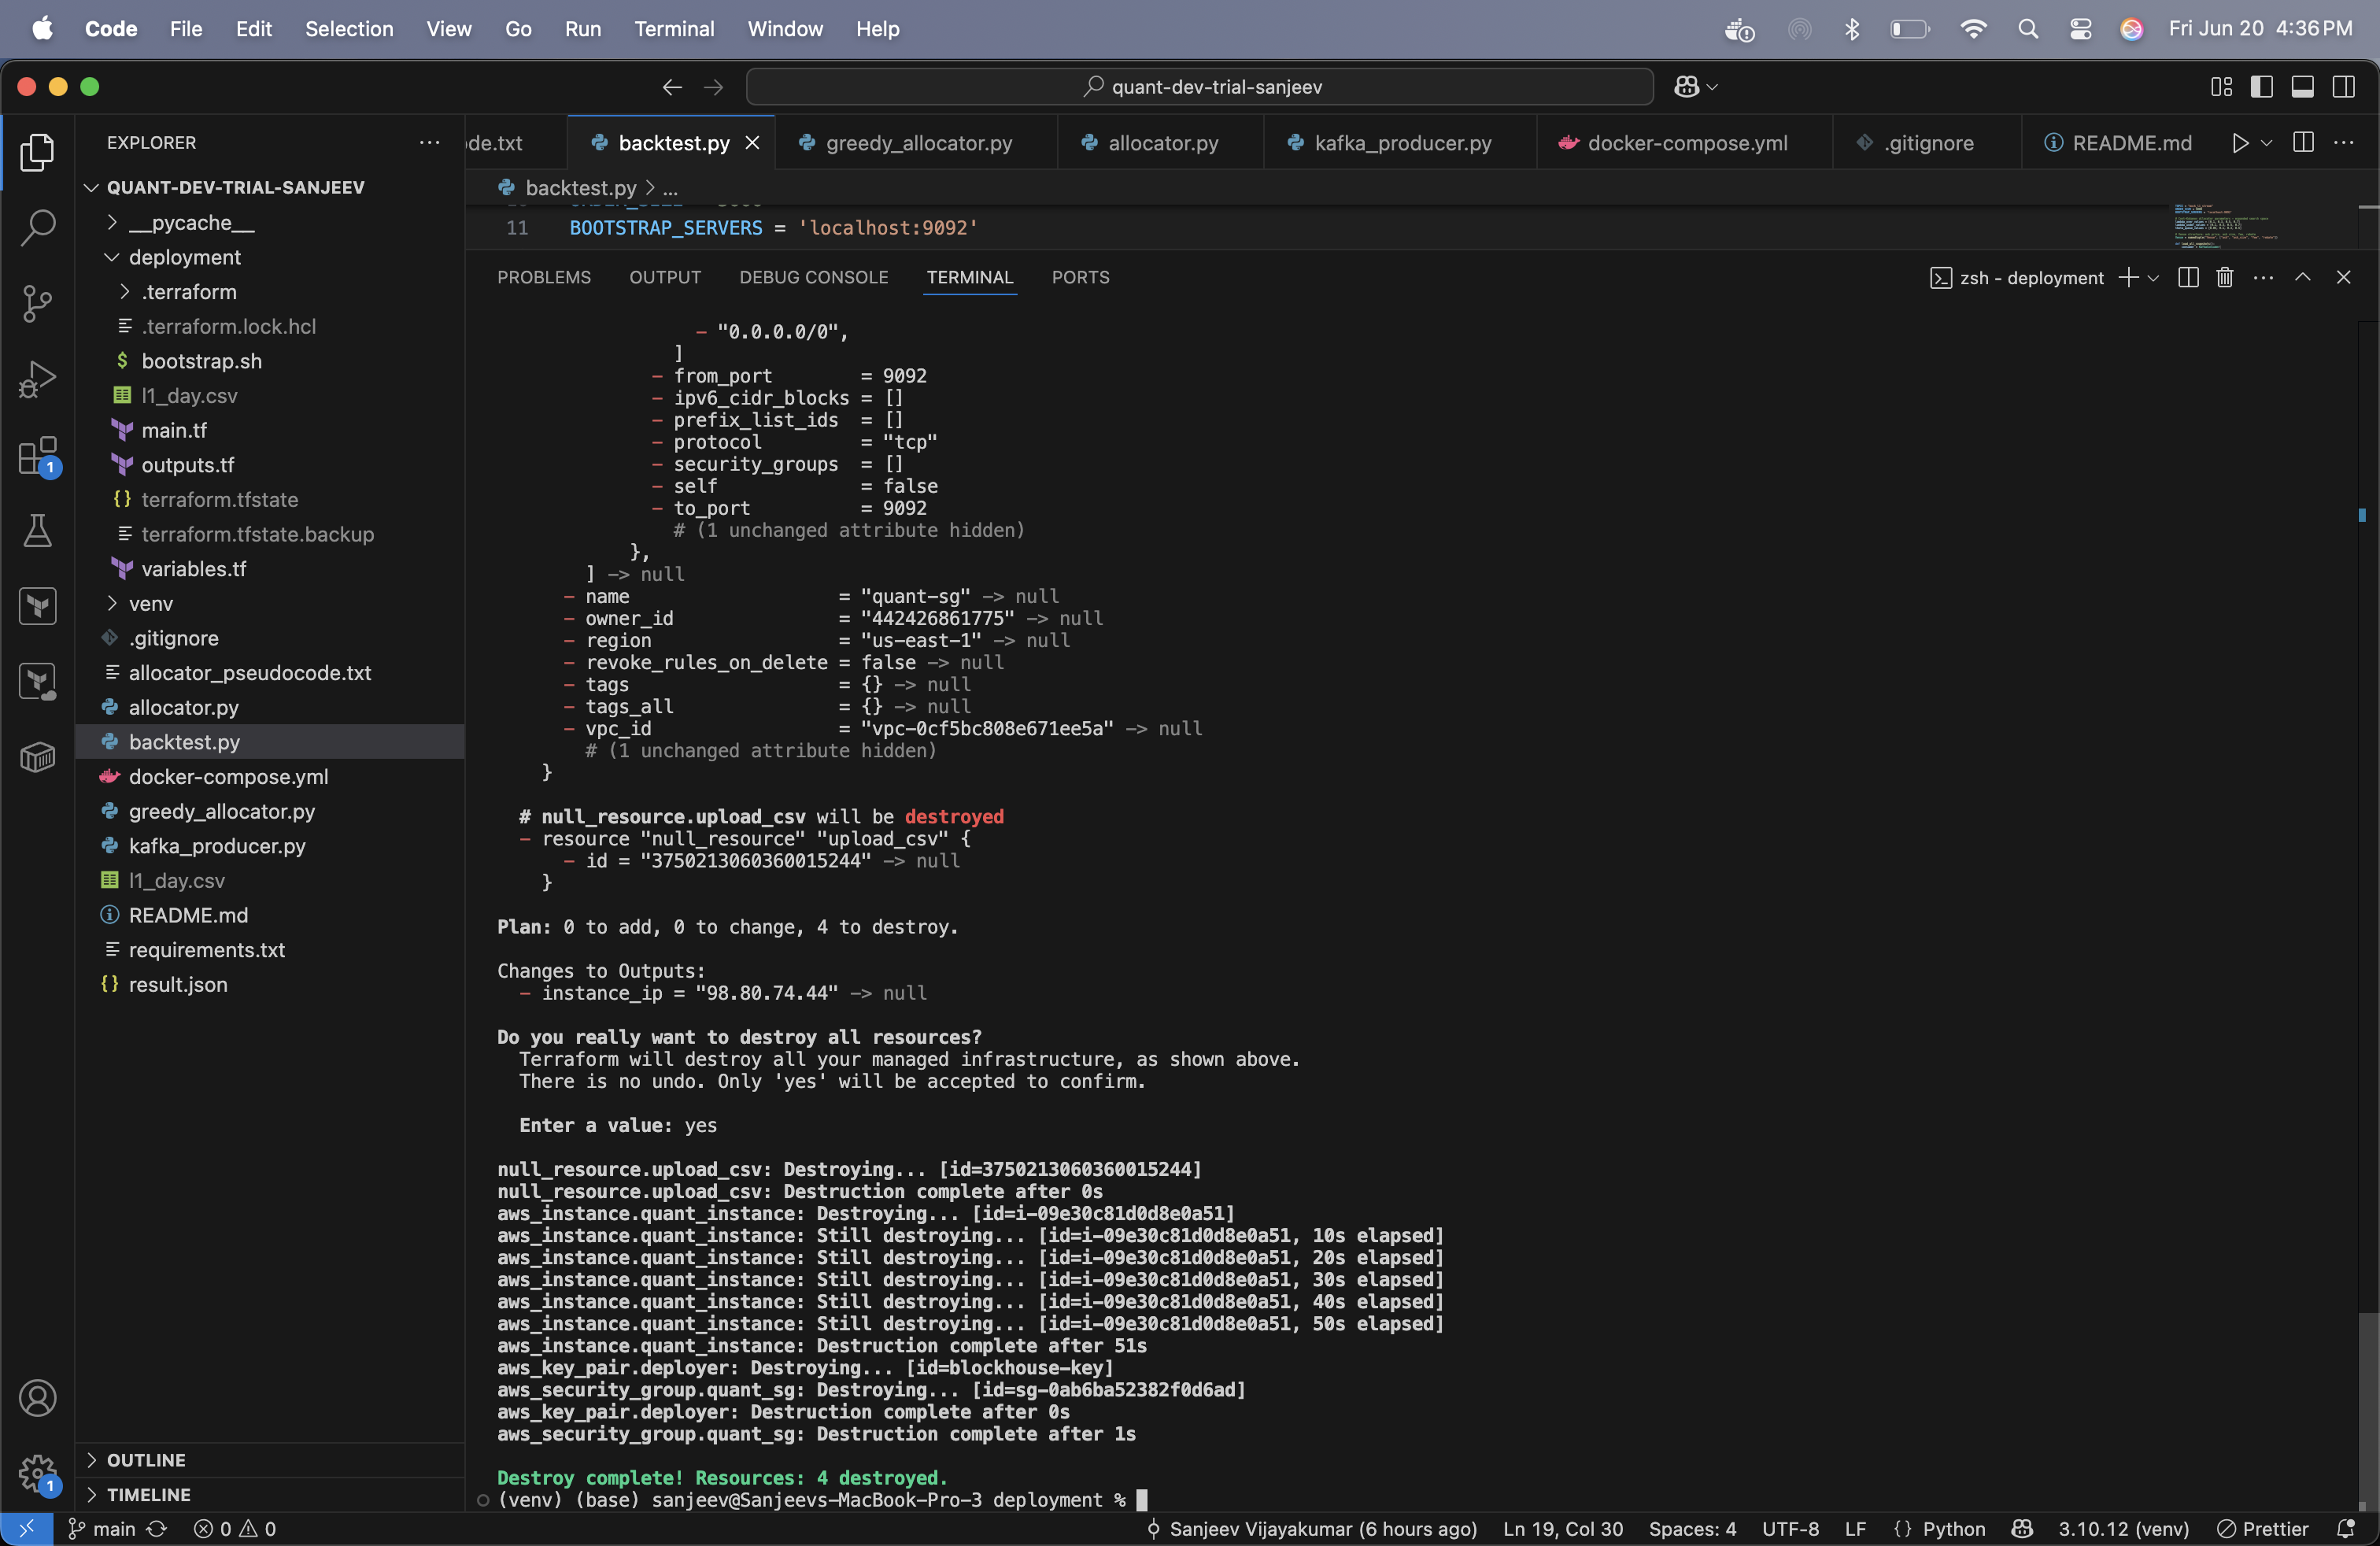 Code File Edit Selection View Go Run Terminal Window Help Fri Jun 20 4:36 PM
quant-dev-trial-sanjeev
EXPLORER
QUANT-DEV-TRIAL-SANJEEV
__pycache__
deployment
.terraform
.terraform.lock.hcl
bootstrap.sh
l1_day.csv
main.tf
outputs.tf
terraform.tfstate
terraform.tfstate.backup
variables.tf
venv
.gitignore
allocator_pseudocode.txt
allocator.py
backtest.py
docker-compose.yml
greedy_allocator.py
kafka_producer.py
l1_day.csv
README.md
requirements.txt
result.json
OUTLINE
TIMELINE
1
1
de.txt backtest.py greedy_allocator.py allocator.py kafka_producer.py docker-compose.yml .gitignore README.md
backtest.py > ...
11 BOOTSTRAP_SERVERS = 'localhost:9092'
PROBLEMS OUTPUT DEBUG CONSOLE TERMINAL PORTS zsh - deployment
- "0.0.0.0/0",
]
- from_port = 9092
- ipv6_cidr_blocks = []
- prefix_list_ids = []
- protocol = "tcp"
- security_groups = []
- self = false
- to_port = 9092
# (1 unchanged attribute hidden)
},
] -> null
- name = "quant-sg" -> null
- owner_id = "442426861775" -> null
- region = "us-east-1" -> null
- revoke_rules_on_delete = false -> null
- tags = {} -> null
- tags_all = {} -> null
- vpc_id = "vpc-0cf5bc808e671ee5a" -> null
# (1 unchanged attribute hidden)
}
# null_resource.upload_csv will be destroyed
- resource "null_resource" "upload_csv" {
- id = "3750213060360015244" -> null
}
Plan: 0 to add, 0 to change, 4 to destroy.
Changes to Outputs:
- instance_ip = "98.80.74.44" -> null
Do you really want to destroy all resources?
Terraform will destroy all your managed infrastructure, as shown above.
There is no undo. Only 'yes' will be accepted to confirm.
Enter a value: yes
null_resource.upload_csv: Destroying... [id=3750213060360015244]
null_resource.upload_csv: Destruction complete after 0s
aws_instance.quant_instance: Destroying... [id=i-09e30c81d0d8e0a51]
aws_instance.quant_instance: Still destroying... [id=i-09e30c81d0d8e0a51, 10s elapsed]
aws_instance.quant_instance: Still destroying... [id=i-09e30c81d0d8e0a51, 20s elapsed]
aws_instance.quant_instance: Still destroying... [id=i-09e30c81d0d8e0a51, 30s elapsed]
aws_instance.quant_instance: Still destroying... [id=i-09e30c81d0d8e0a51, 40s elapsed]
aws_instance.quant_instance: Still destroying... [id=i-09e30c81d0d8e0a51, 50s elapsed]
aws_instance.quant_instance: Destruction complete after 51s
aws_key_pair.deployer: Destroying... [id=blockhouse-key]
aws_security_group.quant_sg: Destroying... [id=sg-0ab6ba52382f0d6ad]
aws_key_pair.deployer: Destruction complete after 0s
aws_security_group.quant_sg: Destruction complete after 1s
Destroy complete! Resources: 4 destroyed.
(venv) (base) sanjeev@Sanjeevs-MacBook-Pro-3 deployment %
main 0 0 Sanjeev Vijayakumar (6 hours ago) Ln 19, Col 30 Spaces: 4 UTF-8 LF {} Python 3.10.12 (venv) Prettier